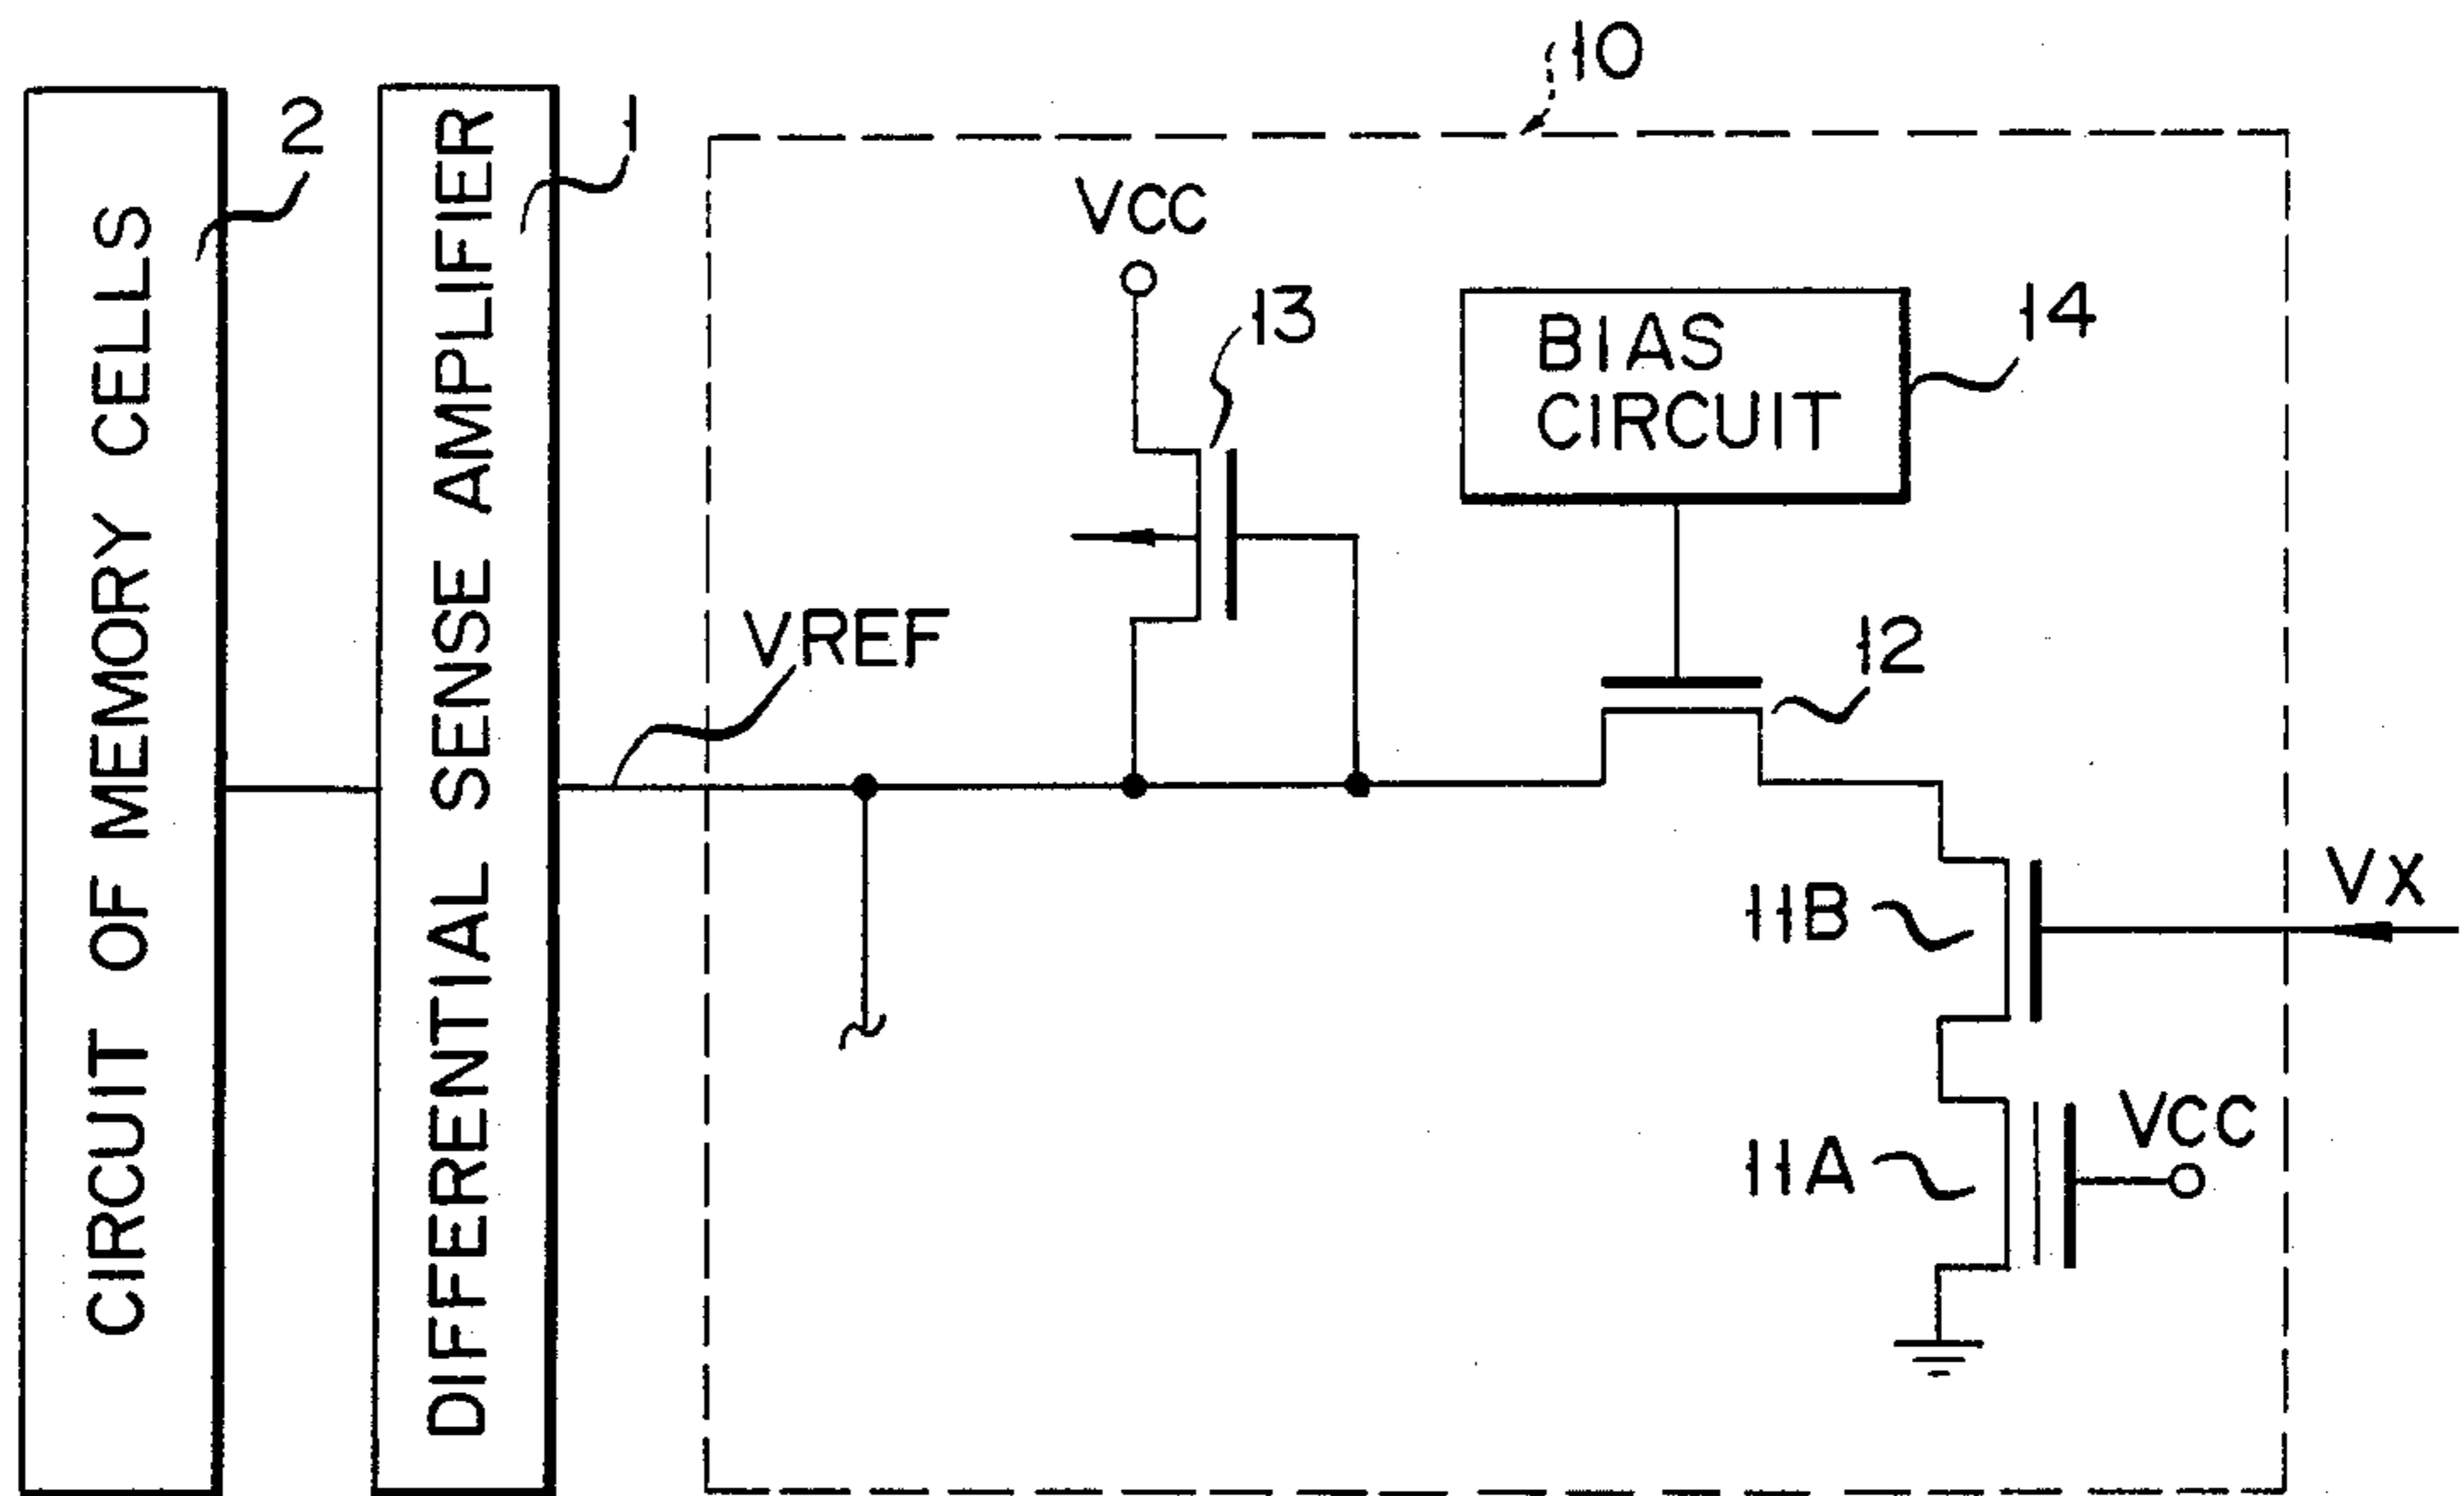 10
2
1
CIRCUIT OF MEMORY CELLS
DIFFERENTIAL SENSE AMPLIFIER
VCC
13
BIAS
CIRCUIT
14
VREF
12
11B
VX
11A
VCC